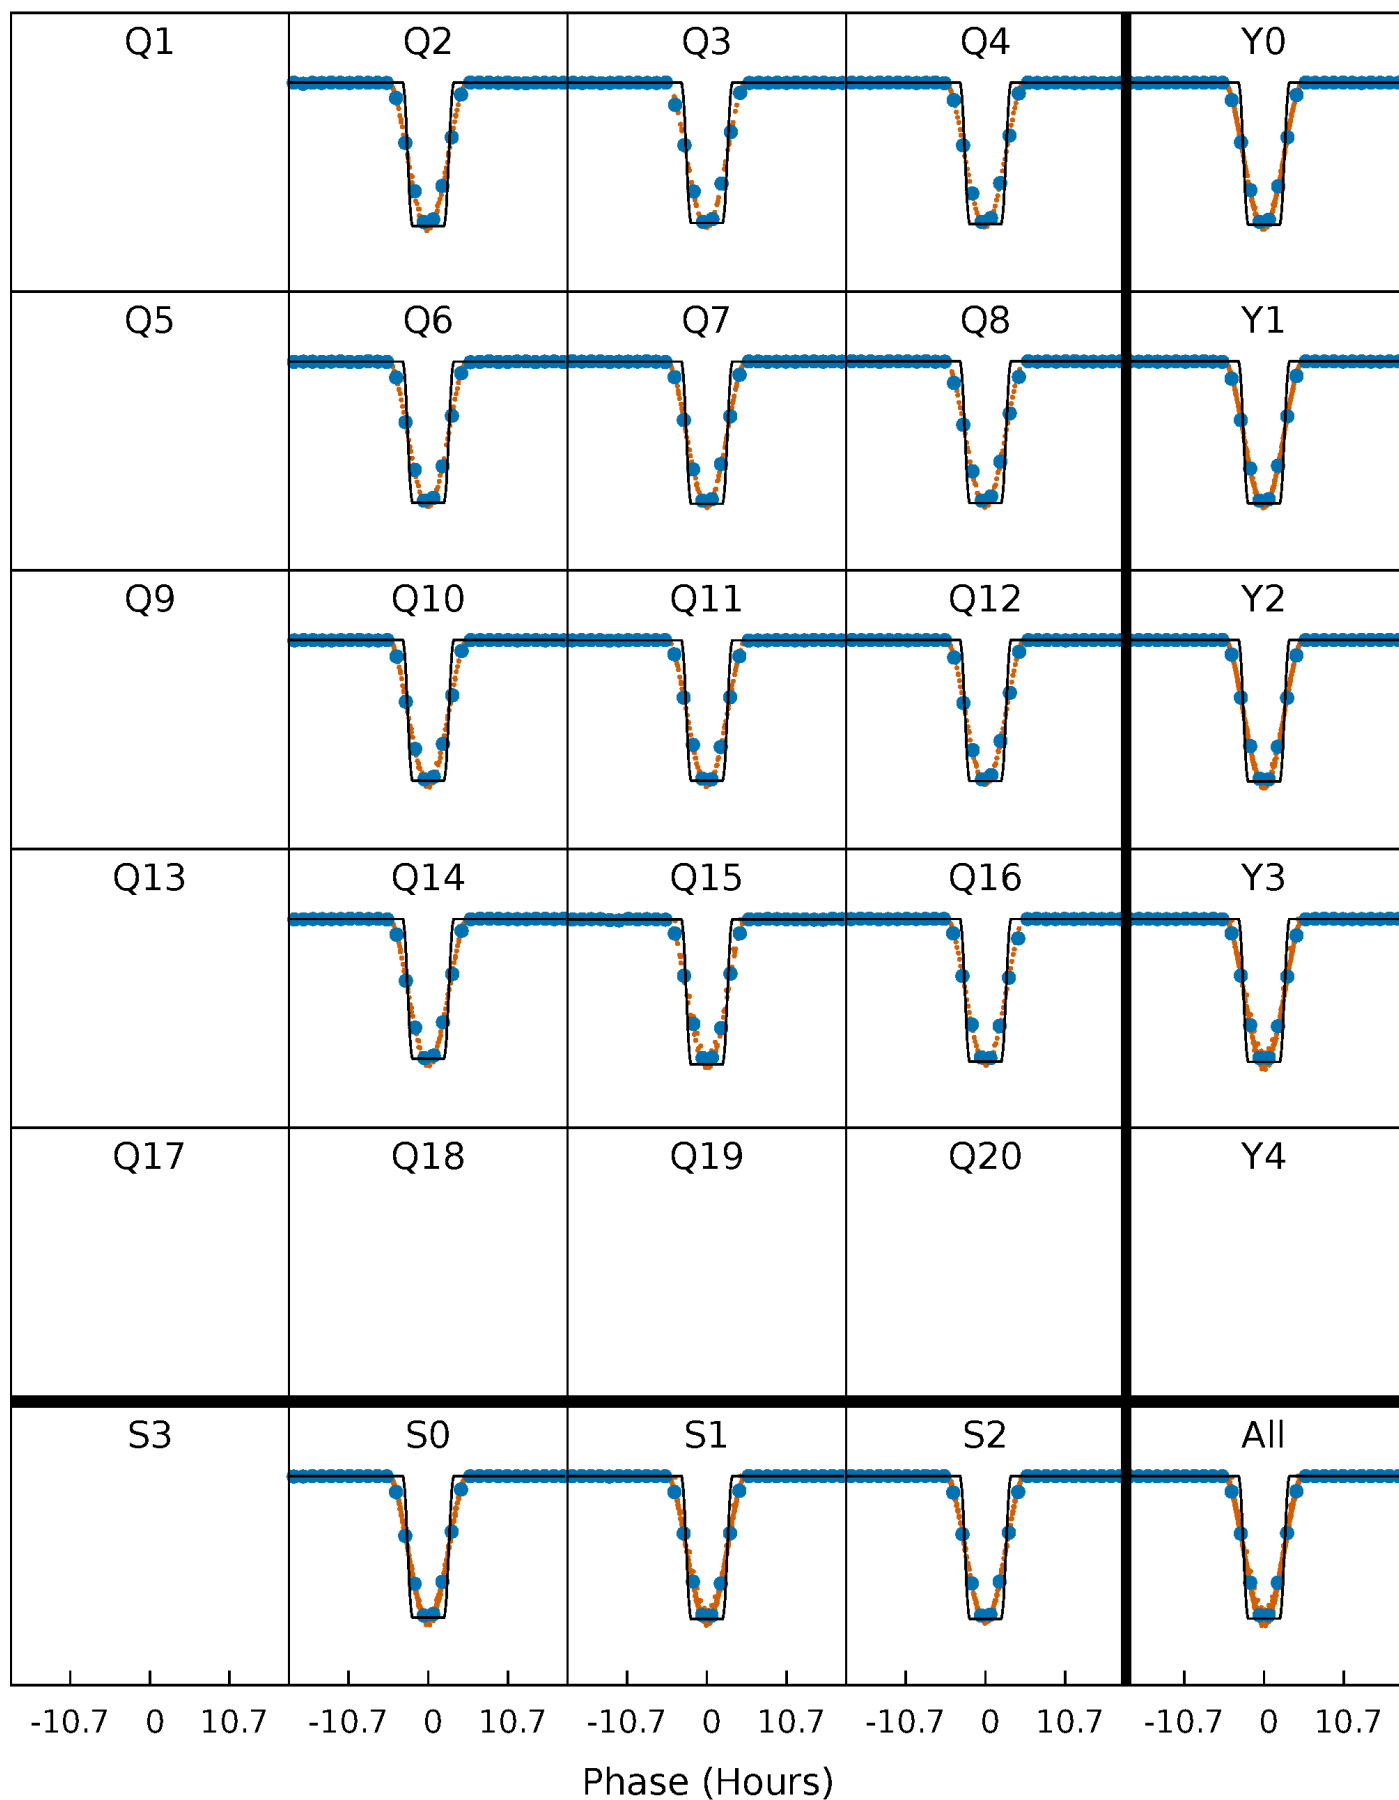 Q1 Q2 Q3 Q4 Y0
Q5 Q6 Q7 Q8 Y1
Q9 Q10 Q11 Q12 Y2
Q13 Q14 Q15 Q16 Y3
Q17 Q18 Q19 Q20 Y4
S3 S0 S1 S2 All
-10.7 0 10.7 -10.7 0 10.7 -10.7 0 10.7 -10.7 0 10.7 -10.7 0 10.7
Phase (Hours)